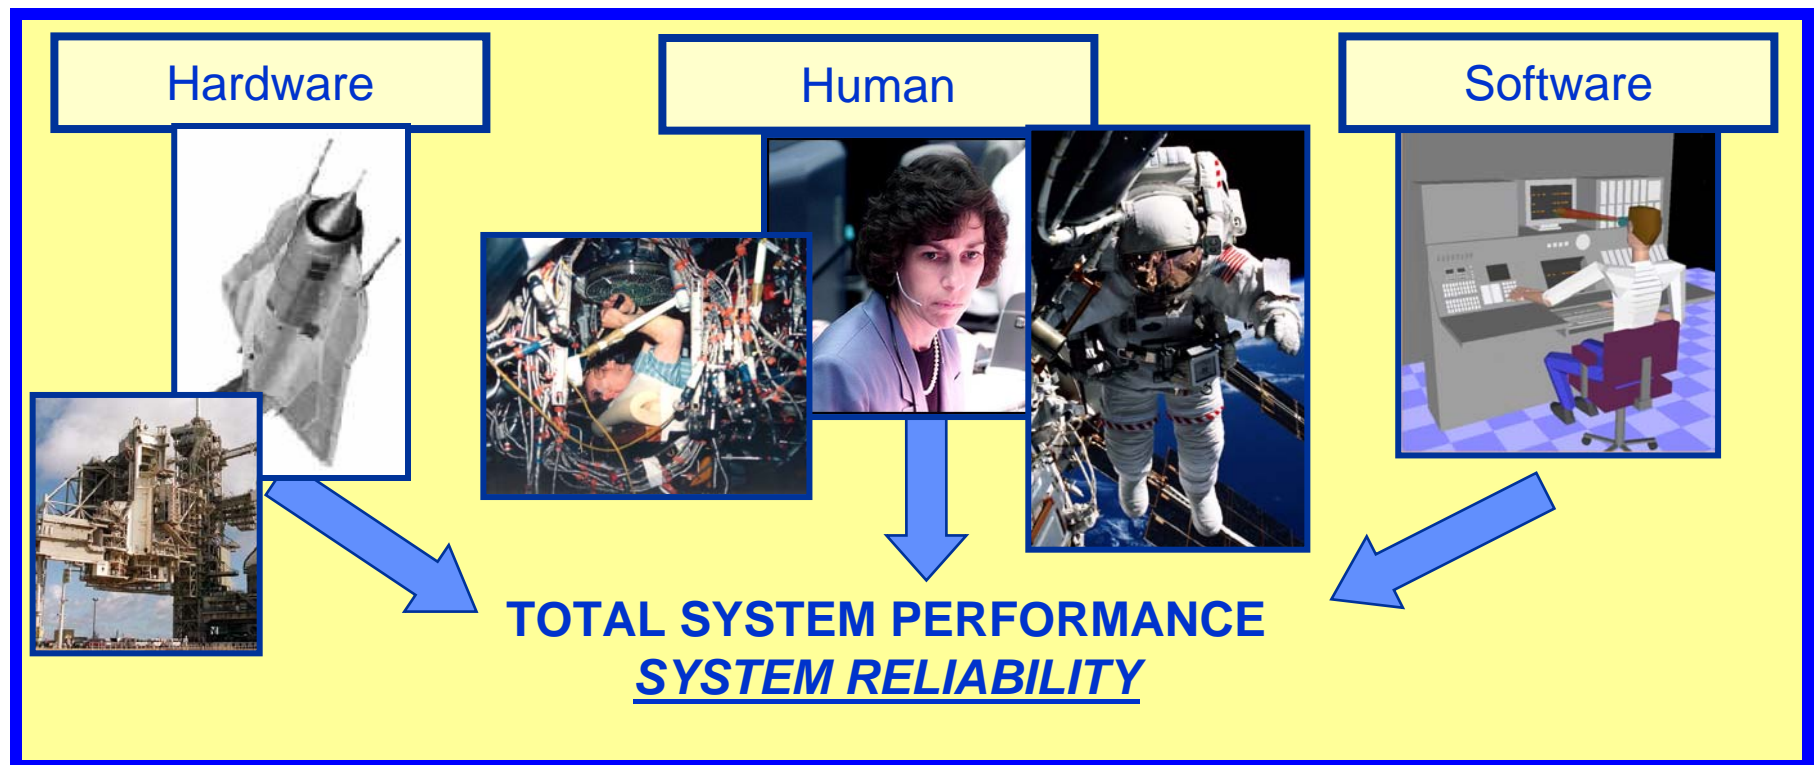 Hardware
Human
Software
TOTAL SYSTEM PERFORMANCE
SYSTEM RELIABILITY